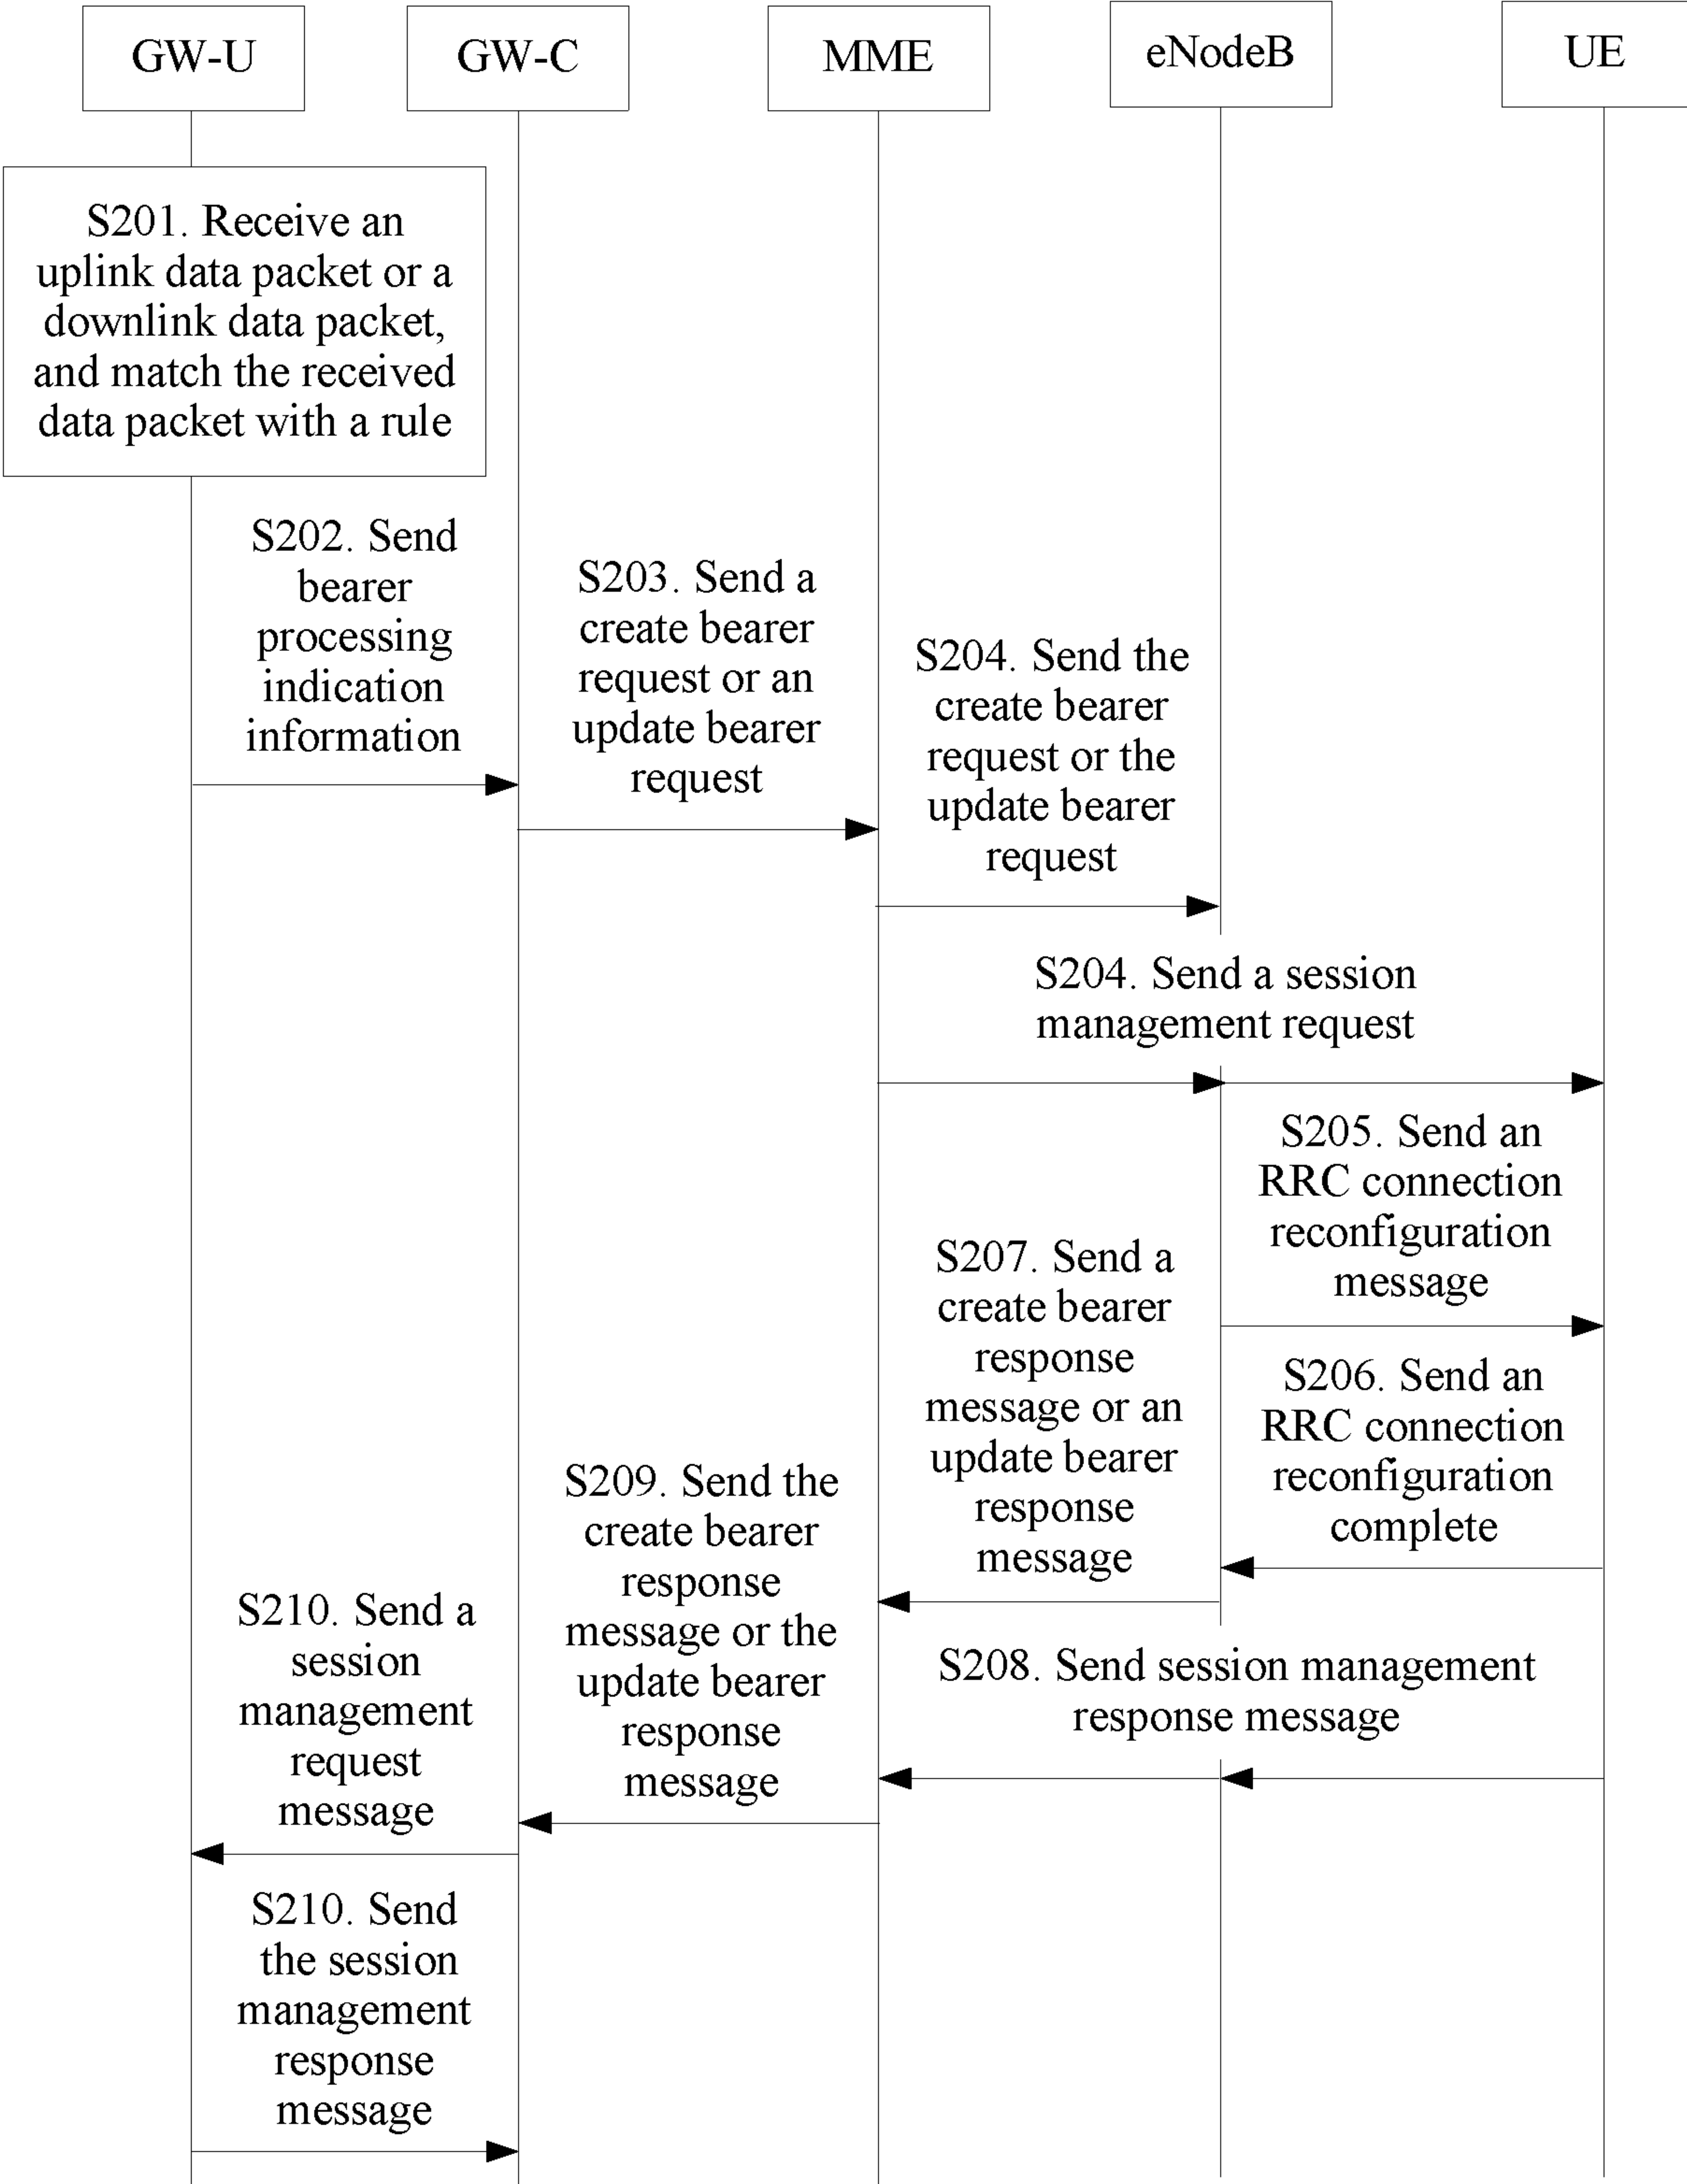 GW-U
GW-C
MME
eNodeB
UE
S201. Receive an
uplink data packet or a
downlink data packet,
and match the received
data packet with a rule
S202. Send
bearer
processing
indication
information
S203. Send a
create bearer
request or an
update bearer
request
S204. Send the
create bearer
request or the
update bearer
request
S204. Send a session
management request
S205. Send an
RRC connection
reconfiguration
message
S206. Send an
RRC connection
reconfiguration
complete
S207. Send a
create bearer
response
message or an
update bearer
response
message
S208. Send session management
response message
S209. Send the
create bearer
response
message or the
update bearer
response
message
S210. Send a
session
management
request
message
S210. Send
the session
management
response
message